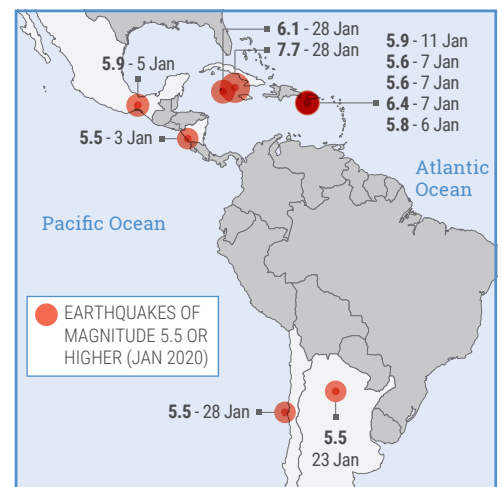 6.1 - 28 Jan
7.7 - 28 Jan
5.9 - 11 Jan
5.6 - 7 Jan
5.6 - 7 Jan
6.4 - 7 Jan
5.8 - 6 Jan
5.9 - 5 Jan
5.5 - 3 Jan
Atlantic
Ocean
Pacific Ocean
EARTHQUAKES OF
MAGNITUDE 5.5 OR
HIGHER (JAN 2020)
5.5 - 28 Jan
5.5
23 Jan